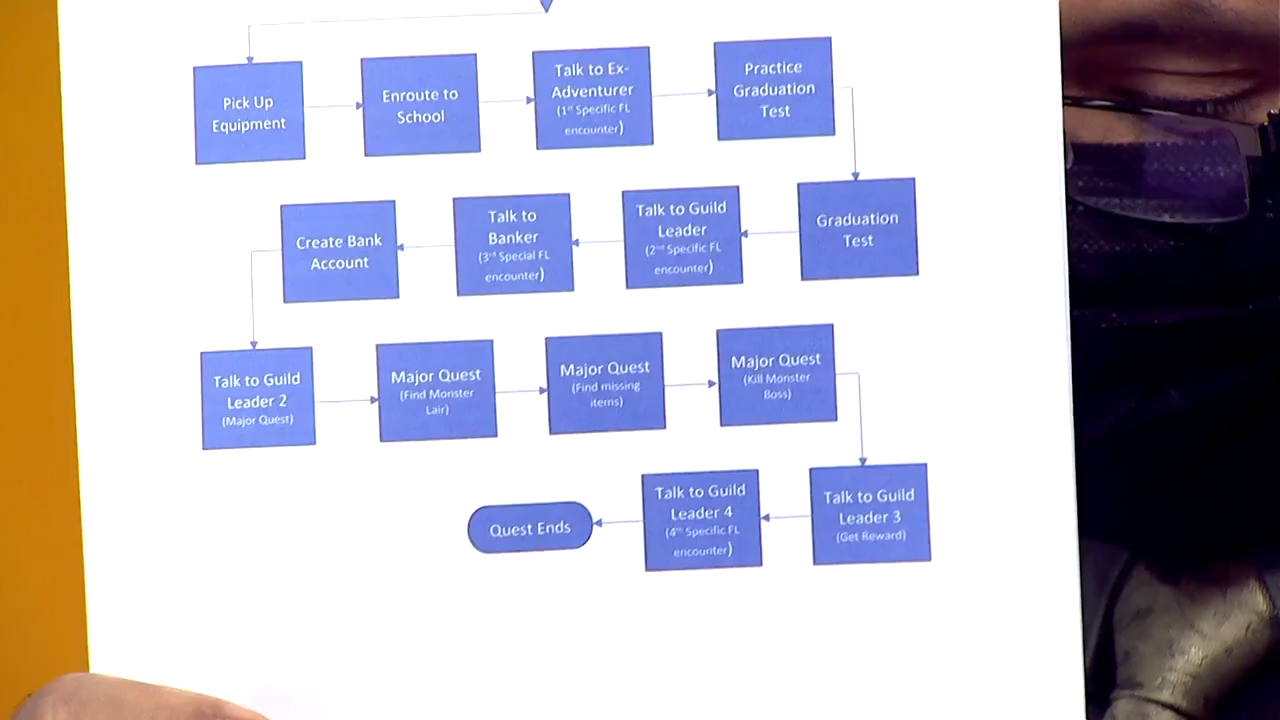 Pick Up
Equipment
Enroute to
School
Talk to Ex-
Adventurer
(1st Specific FL
encounter)
Practice
Graduation
Test
Graduation
Test
Talk to Guild
Leader
(2nd Specific FL
encounter)
Talk to
Banker
(3rd Special FL
encounter)
Create Bank
Account
Talk to Guild
Leader 2
(Major Quest)
Major Quest
(Find Monster
Lair)
Major Quest
(Find missing
items)
Major Quest
(Kill Monster
Boss)
Talk to Guild
Leader 3
(Get Reward)
Talk to Guild
Leader 4
(4th Specific FL
encounter)
Quest Ends